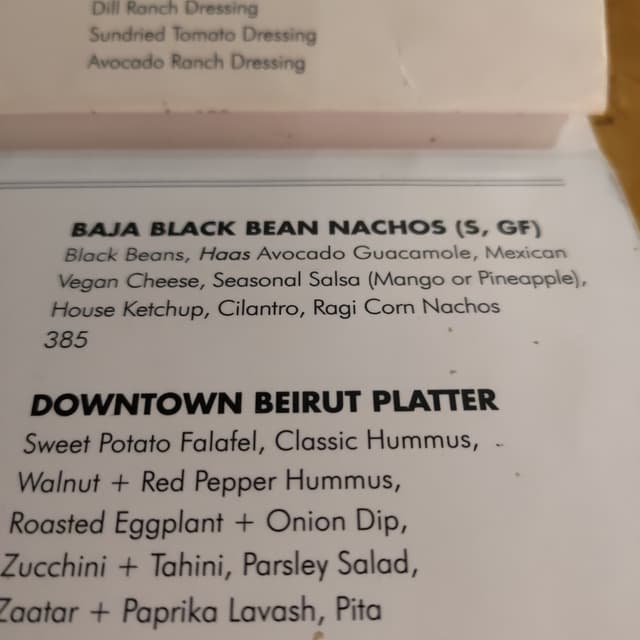 Dill Ranch Dressing
Sundried Tomato Dressing
Avocado Ranch Dressing
BAJA BLACK BEAN NACHOS (S, GF)
Black Beans, Haas Avocado Guacamole, Mexican
Vegan Cheese, Seasonal Salsa (Mango or Pineapple),
House Ketchup, Cilantro, Ragi Corn Nachos
385
DOWNTOWN BEIRUT PLATTER
Sweet Potato Falafel, Classic Hummus,
Walnut + Red Pepper Hummus,
Roasted Eggplant + Onion Dip,
Zucchini + Tahini, Parsley Salad,
Zaatar + Paprika Lavash, Pita